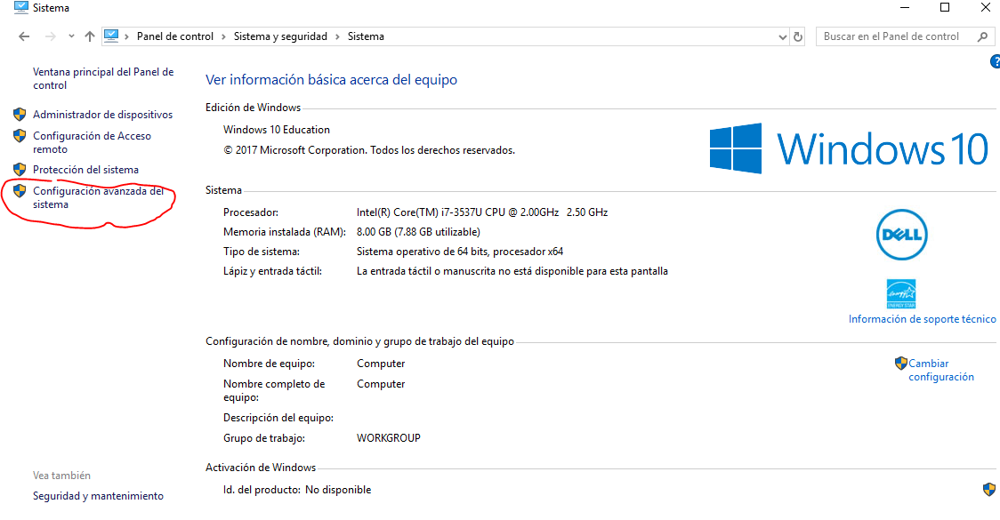 Sistema
Panel de control > Sistema y seguridad > Sistema
Buscar en el Panel de control
?
Ventana principal del Panel de
control
Administrador de dispositivos
Configuración de Acceso
remoto
Protección del sistema
Configuración avanzada del
sistema
Ver información básica acerca del equipo
Edición de Windows
Windows 10 Education
© 2017 Microsoft Corporation. Todos los derechos reservados.
Windows 10
Sistema
Procesador: Intel(R) Core(TM) i7-3537U CPU @ 2.00GHz 2.50 GHz
Memoria instalada (RAM): 8.00 GB (7.88 GB utilizable)
Tipo de sistema: Sistema operativo de 64 bits, procesador x64
Lápiz y entrada táctil: La entrada táctil o manuscrita no está disponible para esta pantalla
DELL
energy
ENERGY STAR
Información de soporte técnico
Configuración de nombre, dominio y grupo de trabajo del equipo
Nombre de equipo: Computer
Nombre completo de Computer
equipo:
Descripción del equipo:
Grupo de trabajo: WORKGROUP
Cambiar
configuración
Activación de Windows
Id. del producto: No disponible
Vea también
Seguridad y mantenimiento